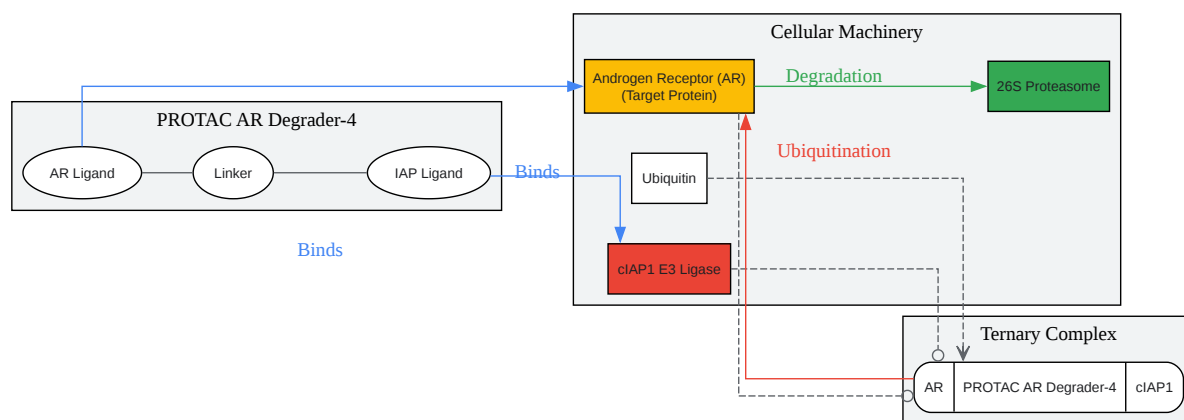 Cellular Machinery
Androgen Receptor (AR)
(Target Protein)
Degradation
26S Proteasome
PROTAC AR Degrader-4
AR Ligand
Linker
IAP Ligand
Binds
Ubiquitination
Ubiquitin
Binds
cIAP1 E3 Ligase
Ternary Complex
AR
PROTAC AR Degrader-4
cIAP1